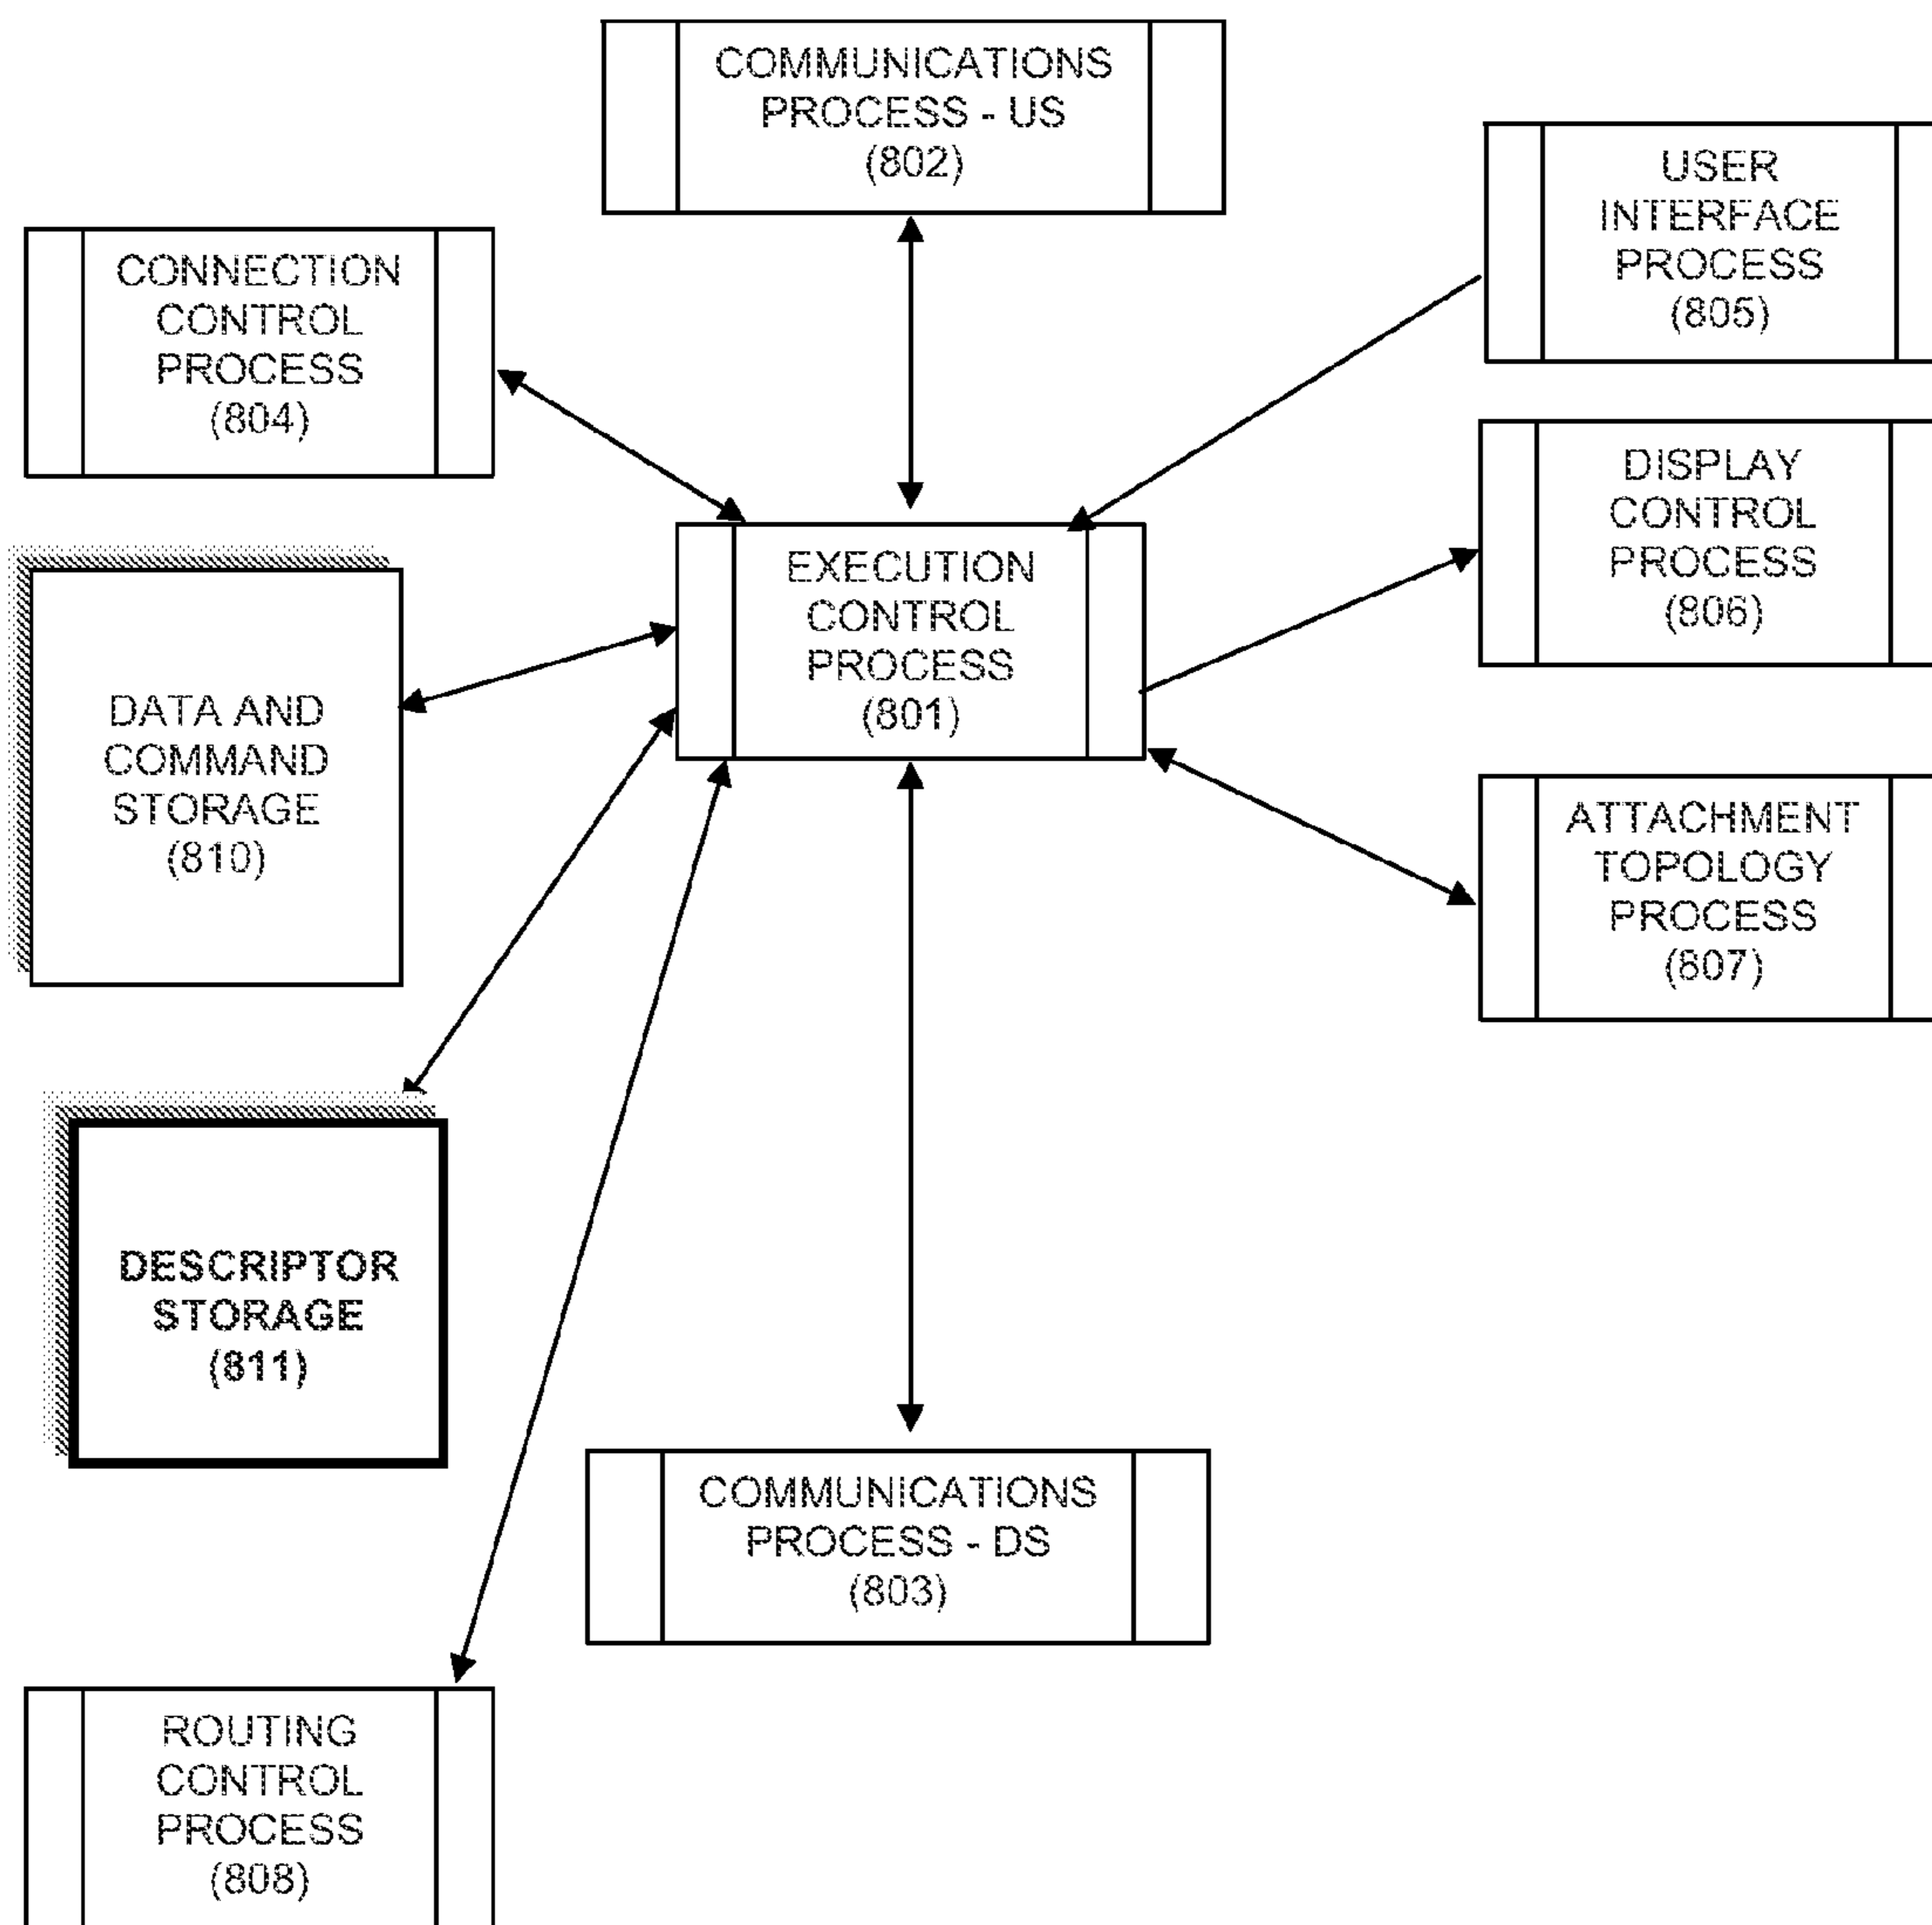 COMMUNICATIONS
PROCESS - US
(802)
USER
INTERFACE
PROCESS
(805)
CONNECTION
CONTROL
PROCESS
(804)
DISPLAY
CONTROL
PROCESS
(806)
EXECUTION
CONTROL
PROCESS
(801)
DATA AND
COMMAND
STORAGE
(810)
ATTACHMENT
TOPOLOGY
PROCESS
(807)
DESCRIPTOR
STORAGE
(811)
COMMUNICATIONS
PROCESS - DS
(803)
ROUTING
CONTROL
PROCESS
(808)